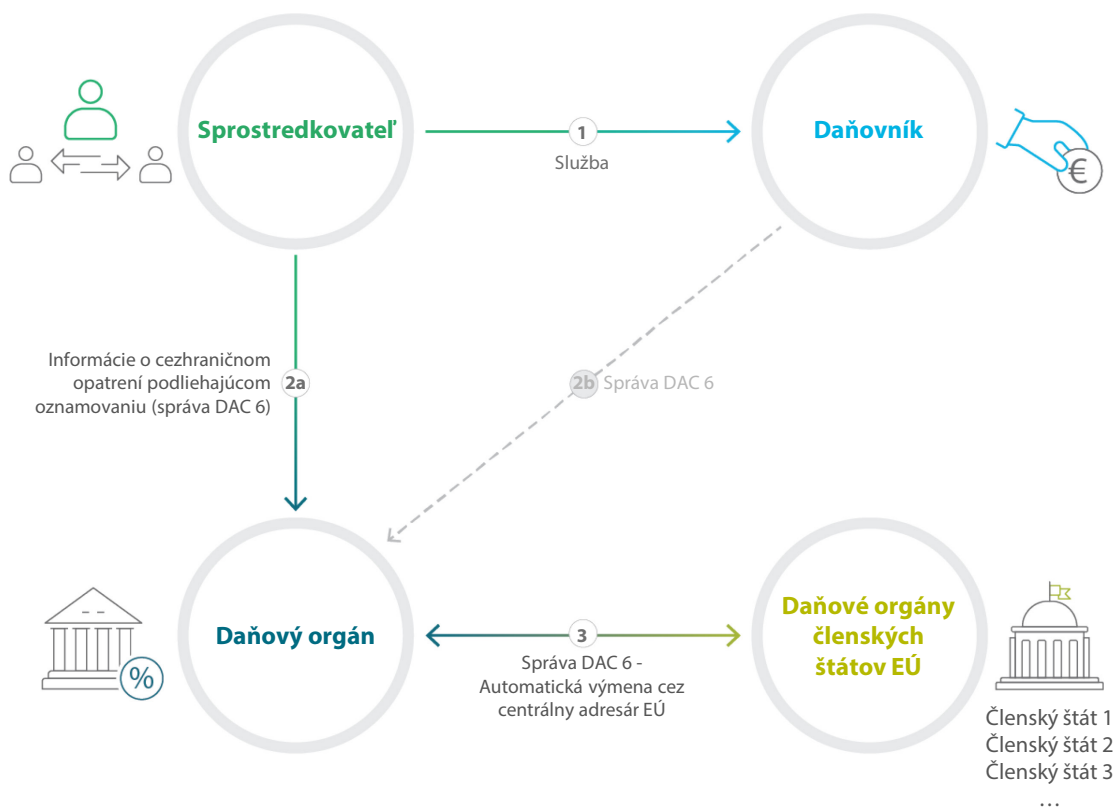 Sprostredkovateľ
1
Služba
Daňovník
€
Informácie o cezhraničnom
opatrení podliehajúcom
oznamovaniu (správa DAC 6)
2a
2b Správa DAC 6
Daňový orgán
%
3
Správa DAC 6 -
Automatická výmena cez
centrálny adresár EÚ
Daňové orgány
členských
štátov EÚ
Členský štát 1
Členský štát 2
Členský štát 3
…